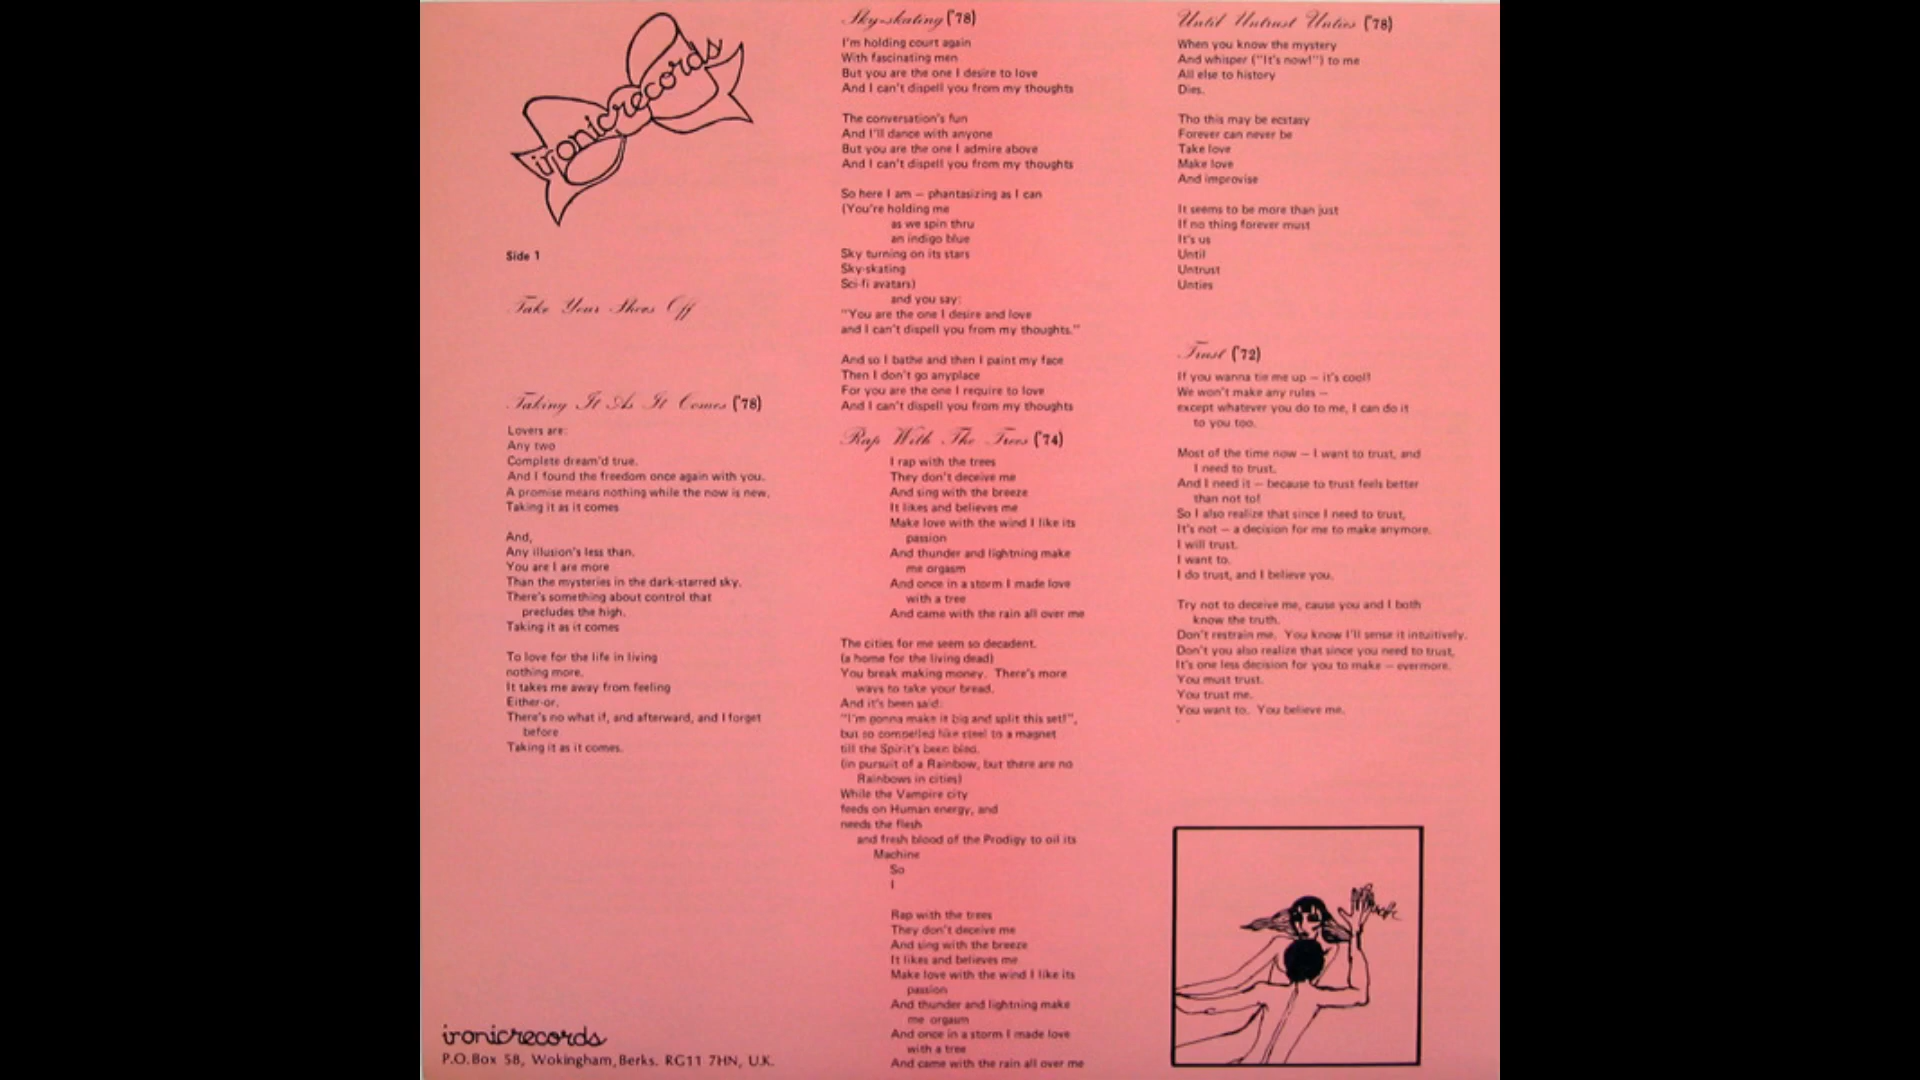 ironicrecords
Side 1
Take Your Shoes Off
Taking It As It Comes ('78)
Lovers are:
Any two
Complete dream'd true.
And I found the freedom once again with you.
A promise means nothing while the now is new.
Taking it as it comes
And,
Any illusion's less than.
You are I are more
Than the mysteries in the dark-starred sky.
There's something about control that
precludes the high.
Taking it as it comes
To love for the life in living
nothing more.
It takes me away from feeling
Either-or.
There's no what if, and afterward, and I forget
before
Taking it as it comes.
ironicrecords
P.O.Box 58, Wokingham, Berks. RG11 7HN, U.K.
Sky-skating ('78)
I'm holding court again
With fascinating men
But you are the one I desire to love
And I can't dispell you from my thoughts
The conversation's fun
And I'll dance with anyone
But you are the one I admire above
And I can't dispell you from my thoughts
So here I am – phantasizing as I can
(You're holding me
as we spin thru
an indigo blue
Sky turning on its stars
Sky-skating
Sci-fi avatars)
and you say:
"You are the one I desire and love
and I can't dispell you from my thoughts."
And so I bathe and then I paint my face
Then I don't go anyplace
For you are the one I require to love
And I can't dispell you from my thoughts
Rap With The Trees ('74)
I rap with the trees
They don't deceive me
And sing with the breeze
It likes and believes me
Make love with the wind I like its
passion
And thunder and lightning make
me orgasm
And once in a storm I made love
with a tree
And came with the rain all over me
The cities for me seem so decadent.
(a home for the living dead)
You break making money. There's more
ways to take your bread.
And it's been said:
"I'm gonna make it big and split this set!",
but so compelled like steel to a magnet
till the Spirit's been bled.
(in pursuit of a Rainbow, but there are no
Rainbows in cities)
While the Vampire city
feeds on Human energy, and
needs the flesh
and fresh blood of the Prodigy to oil its
Machine
So
I
Rap with the trees
They don't deceive me
And sing with the breeze
It likes and believes me
Make love with the wind I like its
passion
And thunder and lightning make
me orgasm
And once in a storm I made love
with a tree
And came with the rain all over me
Until Untrust Unties ('78)
When you know the mystery
And whisper ("It's now!") to me
All else to history
Dies.
Tho this may be ecstasy
Forever can never be
Take love
Make love
And improvise
It seems to be more than just
If no thing forever must
It's us
Until
Untrust
Unties
Trust ('72)
If you wanna tie me up – it's cool!
We won't make any rules –
except whatever you do to me, I can do it
to you too.
Most of the time now – I want to trust, and
I need to trust.
And I need it – because to trust feels better
than not to!
So I also realize that since I need to trust,
It's not – a decision for me to make anymore.
I will trust.
I want to.
I do trust, and I believe you.
Try not to deceive me, cause you and I both
know the truth.
Don't restrain me. You know I'll sense it intuitively.
Don't you also realize that since you need to trust,
It's one less decision for you to make – evermore.
You must trust.
You trust me.
You want to. You believe me.